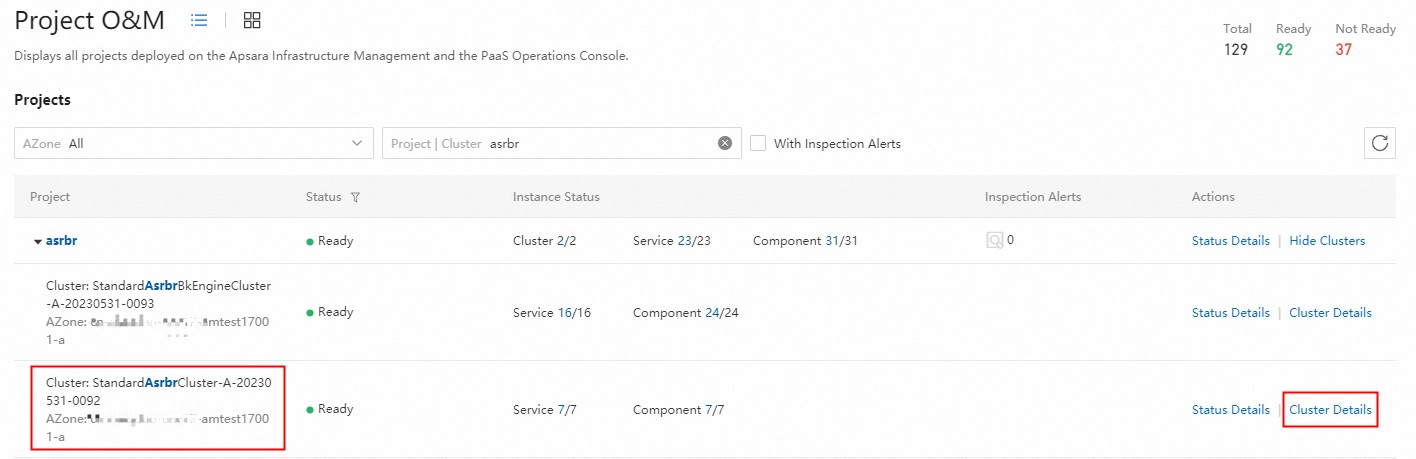 Project O&M
Total Ready Not Ready
129 92 37
Displays all projects deployed on the Apsara Infrastructure Management and the PaaS Operations Console.
Projects
AZone All Project | Cluster asrbr With Inspection Alerts
Project Status Instance Status Inspection Alerts Actions
asrbr Ready Cluster 2/2 Service 23/23 Component 31/31 0 Status Details | Hide Clusters
Cluster: StandardAsrbrBkEngineCluster
-A-20230531-0093
AZone: -amtest1700
1-a
Ready Service 16/16 Component 24/24 Status Details | Cluster Details
Cluster: StandardAsrbrCluster-A-20230
531-0092
AZone: -amtest1700
1-a
Ready Service 7/7 Component 7/7 Status Details | Cluster Details